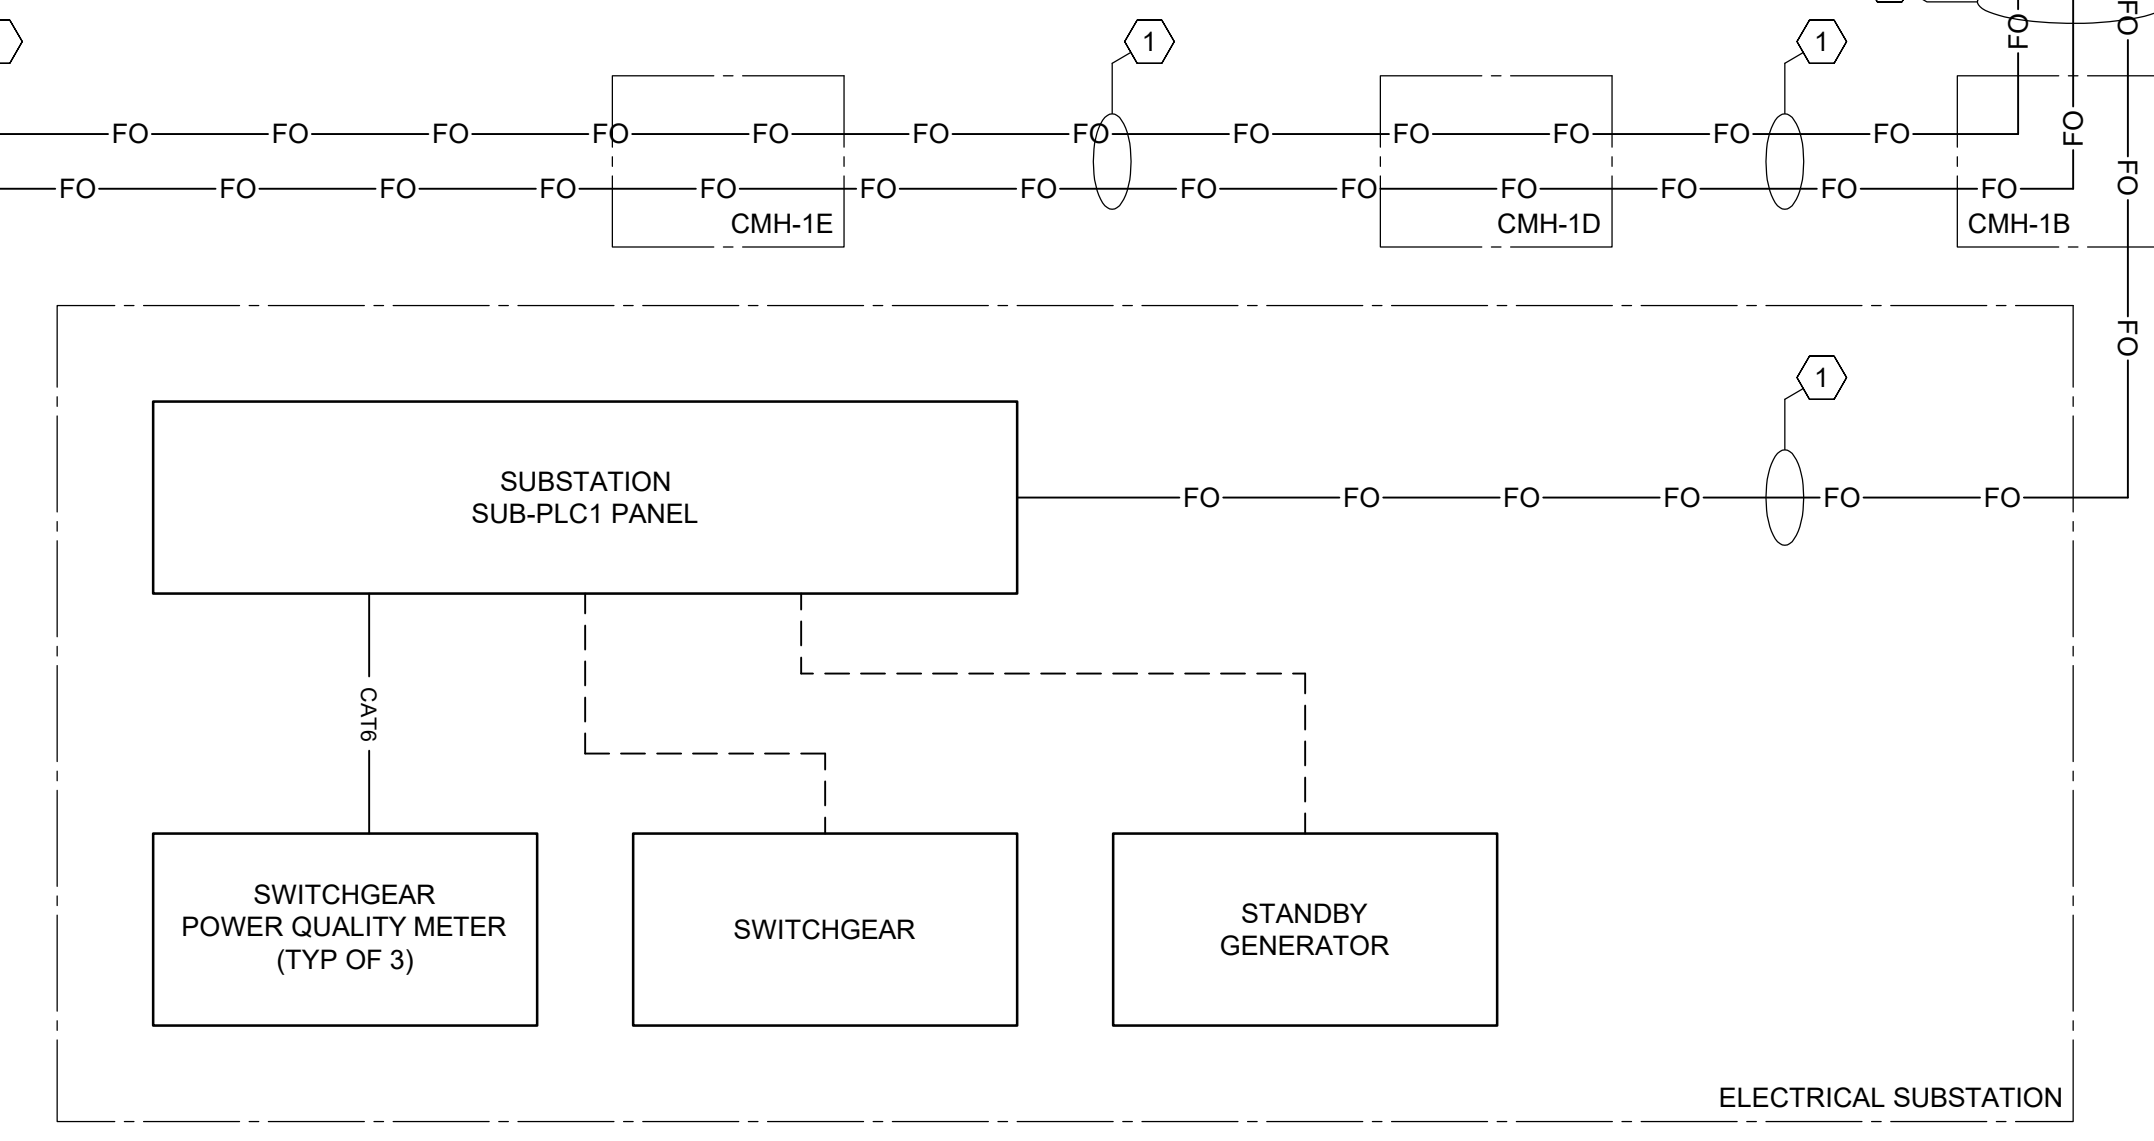 1
1
FO
FO
FO FO FO FO FO FO FO FO FO FO FO FO
FO
FO FO FO FO FO FO FO FO FO FO FO FO FO
FO
CMH-1E
CMH-1D
CMH-1B
FO
1
SUBSTATION
SUB-PLC1 PANEL
FO FO FO FO FO FO
CAT6
SWITCHGEAR
POWER QUALITY METER
(TYP OF 3)
SWITCHGEAR
STANDBY
GENERATOR
ELECTRICAL SUBSTATION